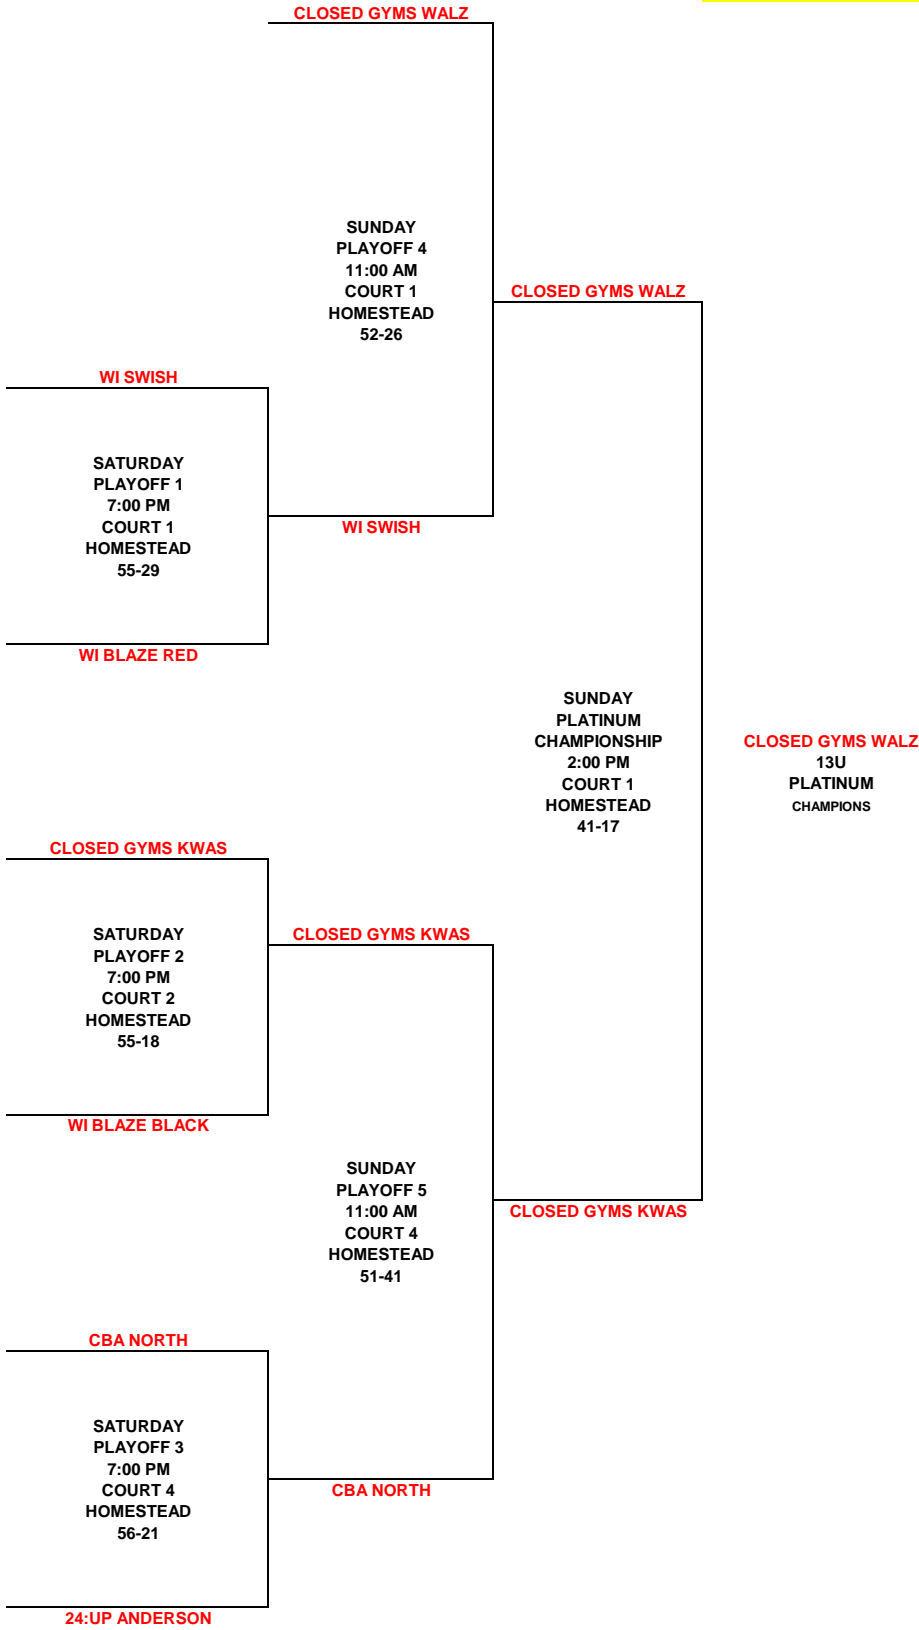 CLOSED GYMS WALZ
SUNDAY
PLAYOFF 4
11:00 AM
COURT 1
HOMESTEAD
52-26
CLOSED GYMS WALZ
WI SWISH
SATURDAY
PLAYOFF 1
7:00 PM
COURT 1
HOMESTEAD
55-29
WI SWISH
WI BLAZE RED
SUNDAY
PLATINUM
CHAMPIONSHIP
2:00 PM
COURT 1
HOMESTEAD
41-17
CLOSED GYMS WALZ
13U
PLATINUM
CHAMPIONS
CLOSED GYMS KWAS
SATURDAY
PLAYOFF 2
7:00 PM
COURT 2
HOMESTEAD
55-18
CLOSED GYMS KWAS
WI BLAZE BLACK
SUNDAY
PLAYOFF 5
11:00 AM
COURT 4
HOMESTEAD
51-41
CLOSED GYMS KWAS
CBA NORTH
SATURDAY
PLAYOFF 3
7:00 PM
COURT 4
HOMESTEAD
56-21
CBA NORTH
24:UP ANDERSON